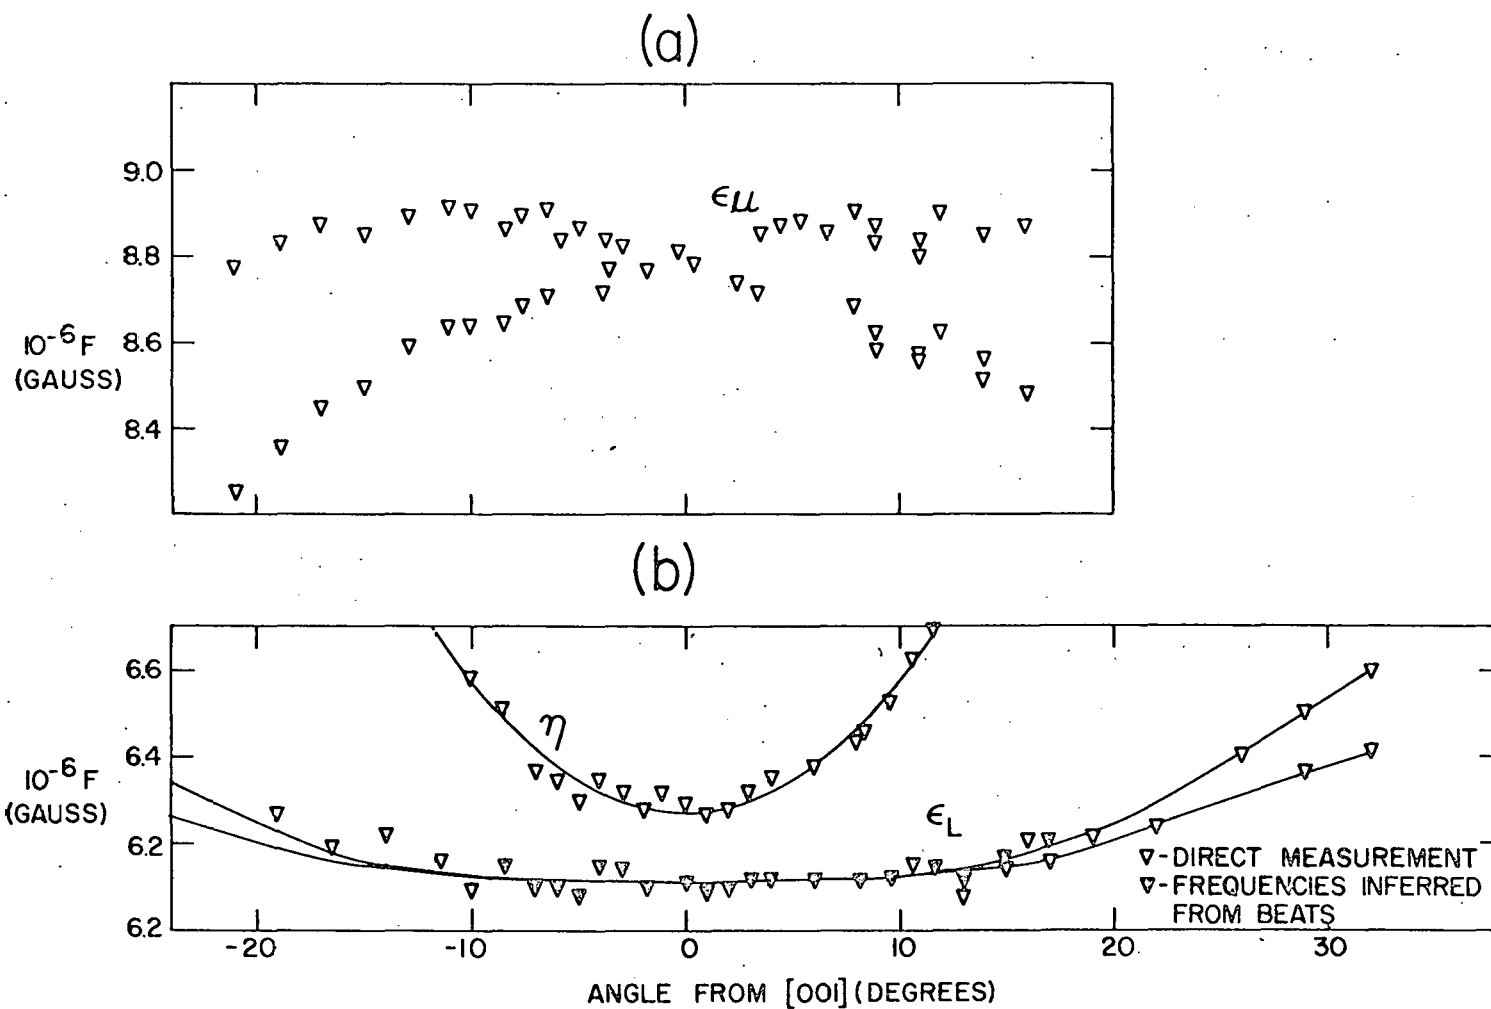 (a)
9.0
8.8
8.6
8.4
10⁻⁶F
(GAUSS)
ϵμ
(b)
6.6
6.4
6.2
6.2
10⁻⁶F
(GAUSS)
η
ϵL
▽-DIRECT MEASUREMENT
▽-FREQUENCIES INFERRED
FROM BEATS
-20 -10 0 10 20 30
ANGLE FROM [001] (DEGREES)